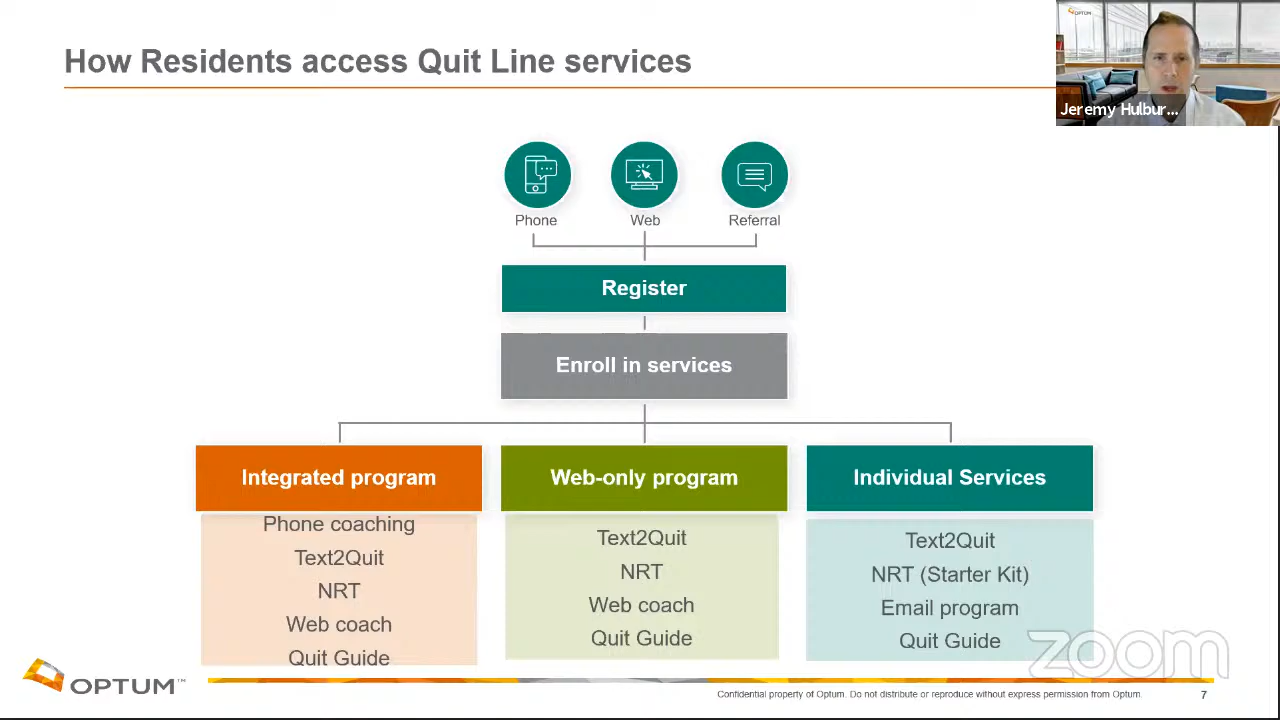 How Residents access Quit Line services
OPTUM
Jeremy Hulbur...
Phone
Web
Referral
Register
Enroll in services
Integrated program
Web-only program
Individual Services
Phone coaching
Text2Quit
NRT
Web coach
Quit Guide
Text2Quit
NRT
Web coach
Quit Guide
Text2Quit
NRT (Starter Kit)
Email program
Quit Guide
zoom
OPTUM™
Confidential property of Optum. Do not distribute or reproduce without express permission from Optum.
7